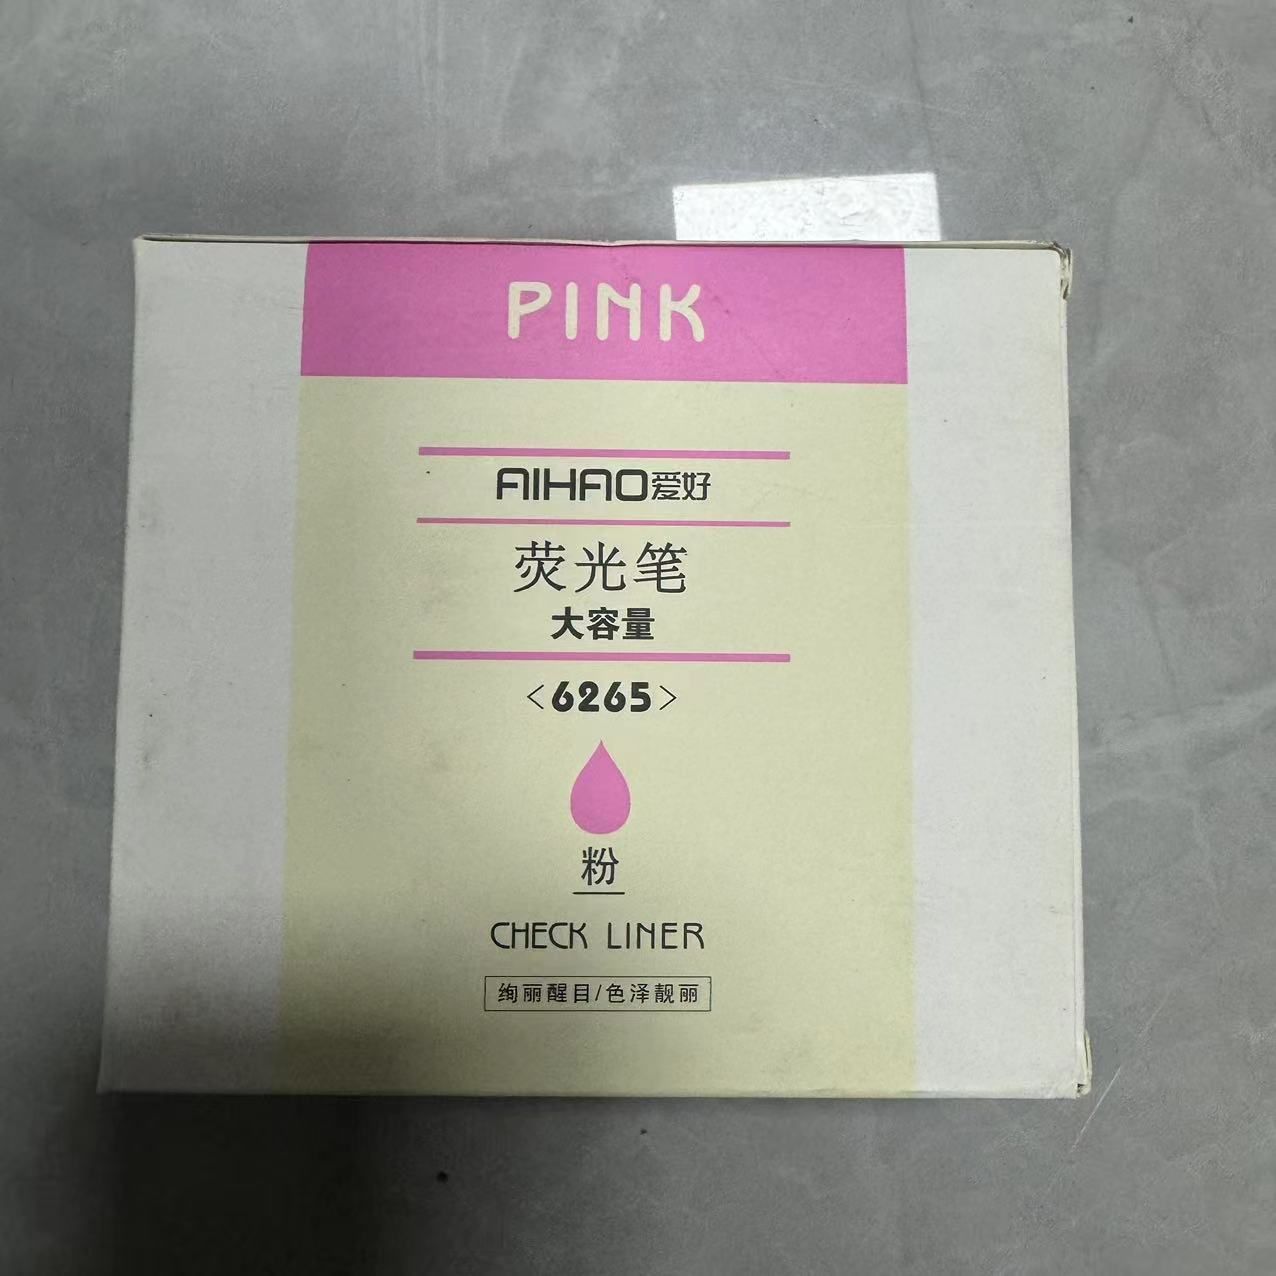 PINK
AIHAO爱好
荧光笔
大容量
<6265>
粉
CHECK LINER
绚丽醒目/色泽靓丽